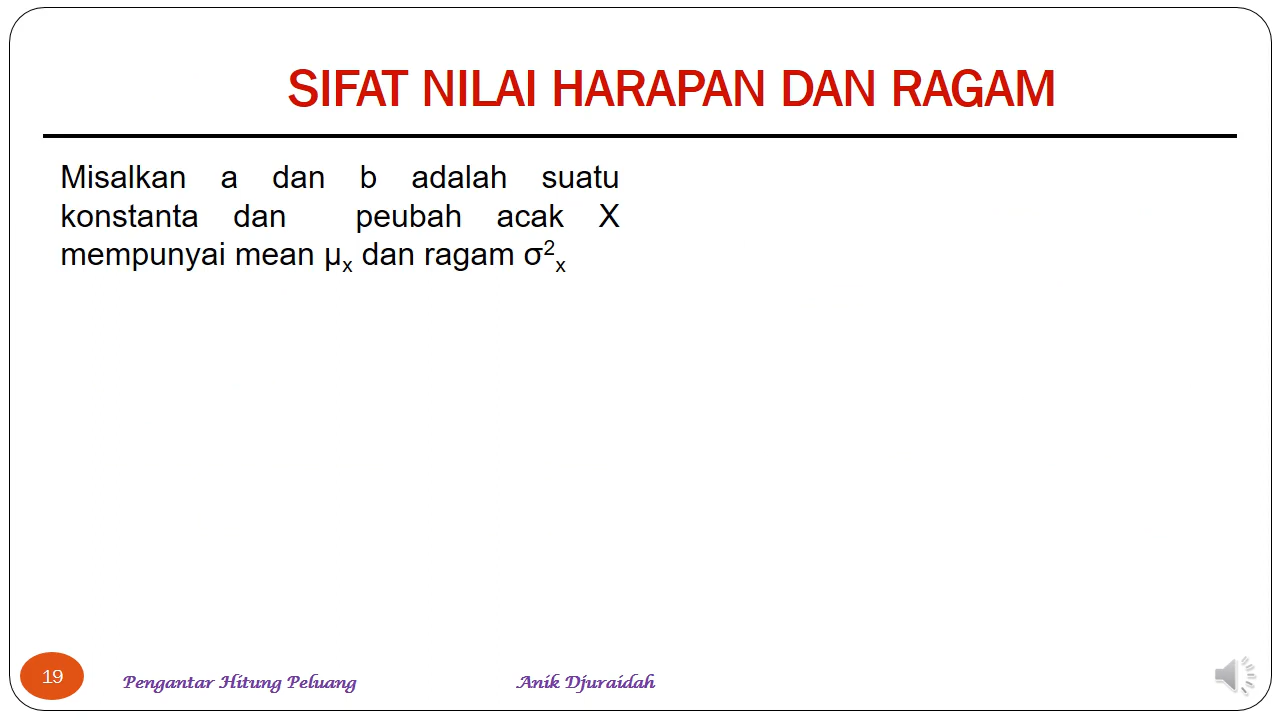 SIFAT NILAI HARAPAN DAN RAGAM
Misalkan a dan b adalah suatu
konstanta dan peubah acak X
mempunyai mean μₓ dan ragam σ²ₓ
19 Pengantar Hitung Peluang Anik Djuraidah